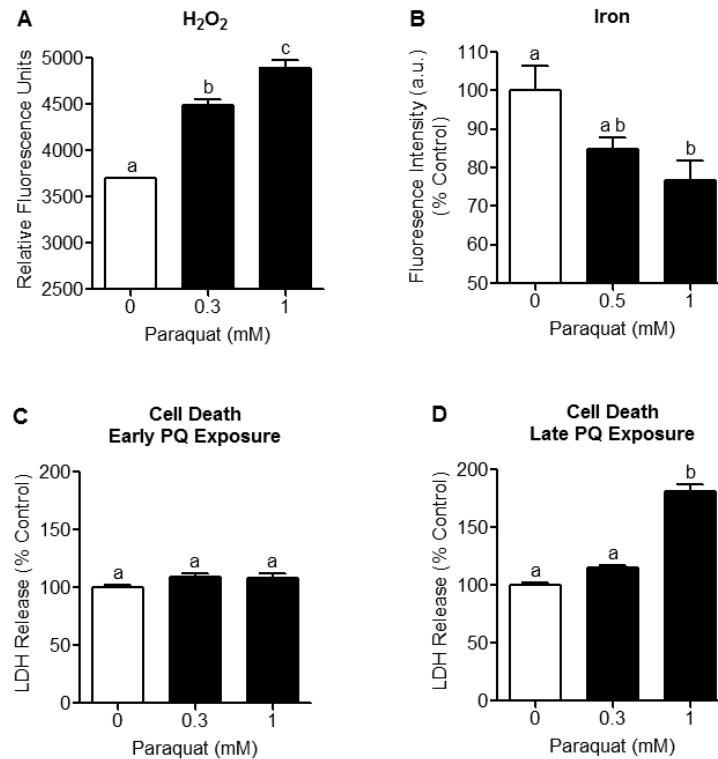 A
H2O2
Relative Fluorescence Units
5000
4500
4000
3500
3000
2500
a
b
c
0
0.3
1
Paraquat (mM)
B
Iron
Fluoresence Intensity (a.u.)
(% Control)
110
100
90
80
70
60
50
a
a b
b
0
0.5
1
Paraquat (mM)
C
Cell Death
Early PQ Exposure
LDH Release (% Control)
200
150
100
50
0
a
a
a
0
0.3
1
Paraquat (mM)
D
Cell Death
Late PQ Exposure
LDH Release (% Control)
200
150
100
50
0
a
a
b
0
0.3
1
Paraquat (mM)